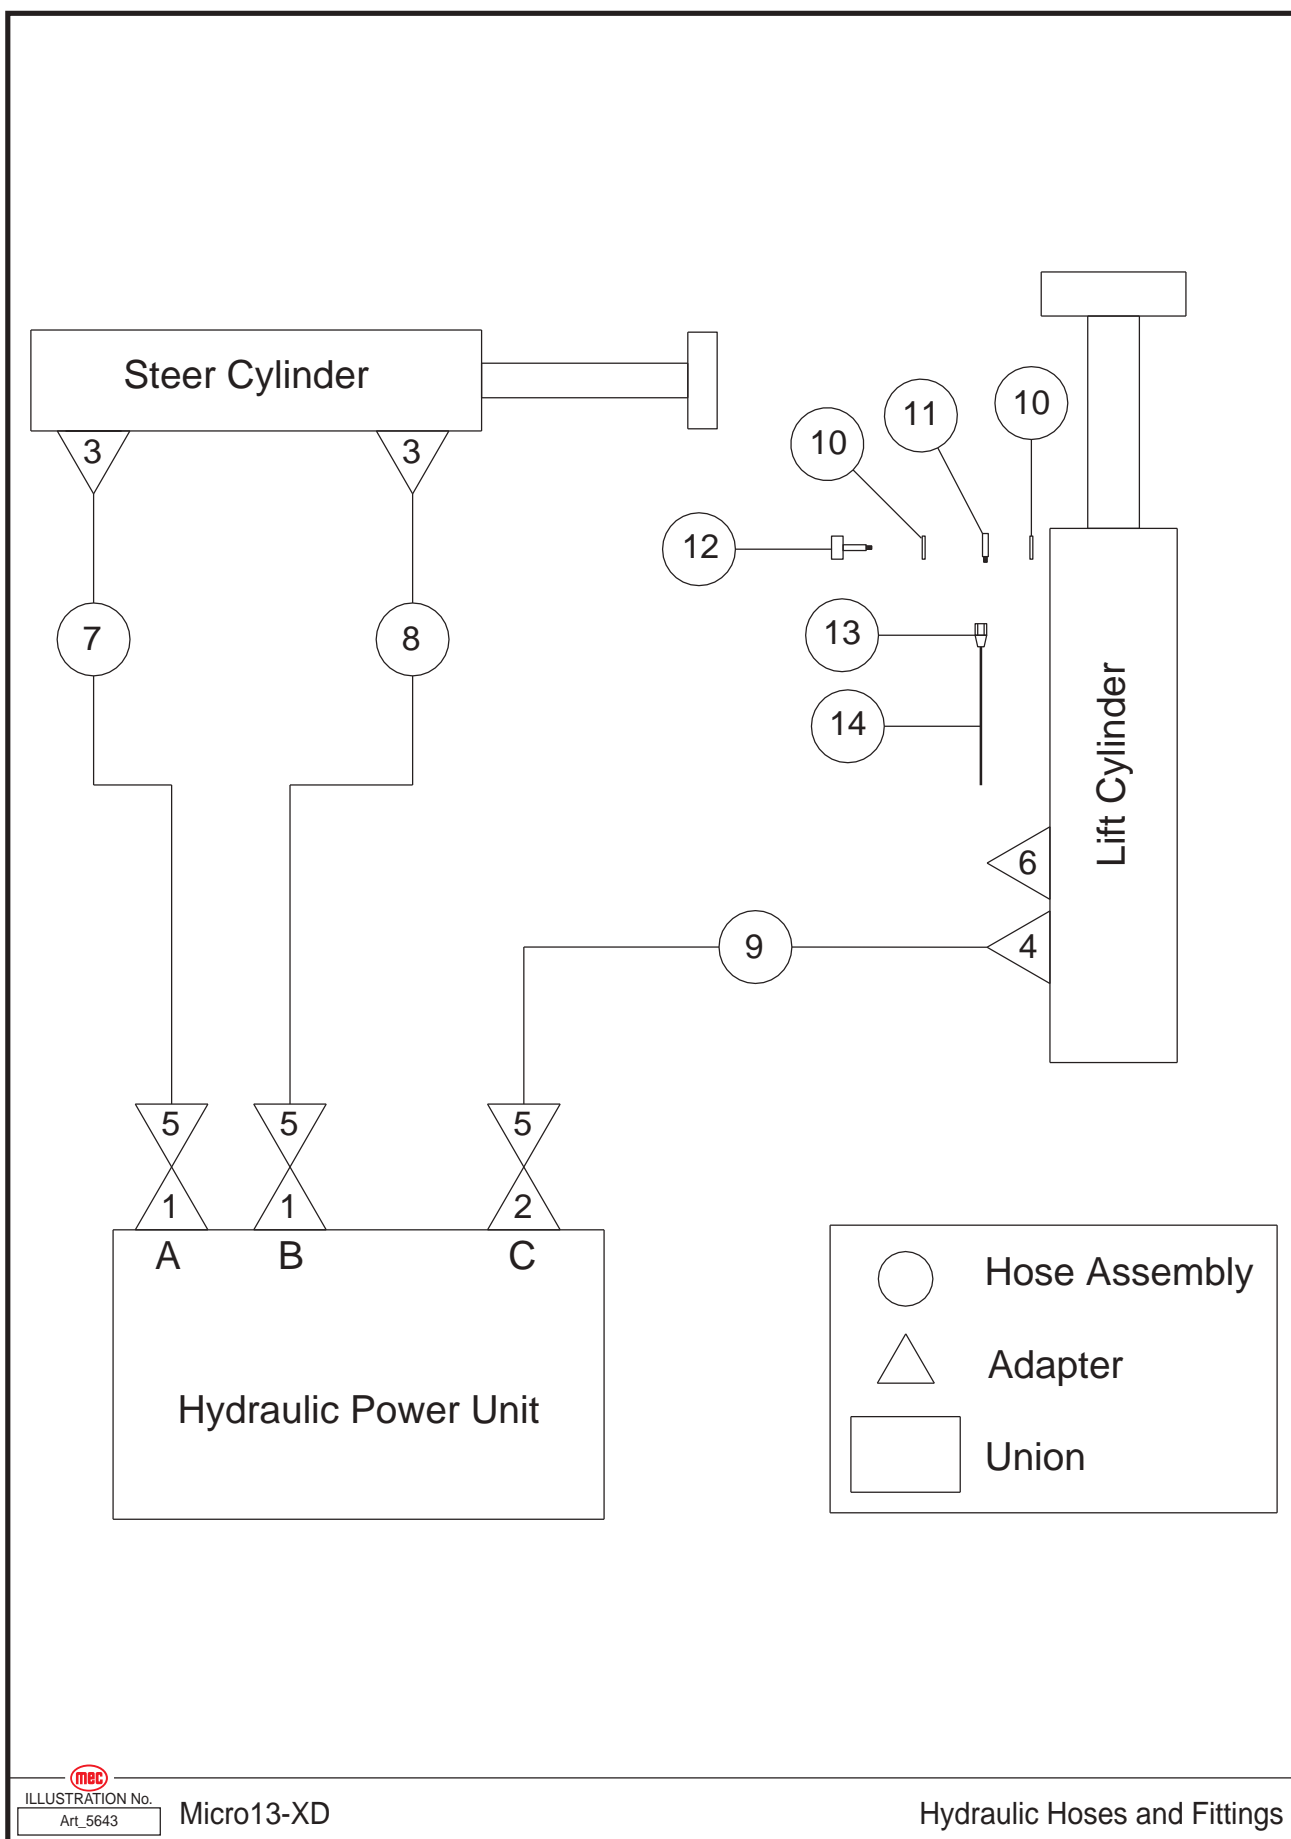 Steer Cylinder
3
3
10
11
10
12
7
8
13
14
Lift Cylinder
6
9
4
5
5
5
1
1
2
A
B
C
Hydraulic Power Unit
Hose Assembly
Adapter
Union
mec
ILLUSTRATION No.
Art_5643
Micro13-XD
Hydraulic Hoses and Fittings